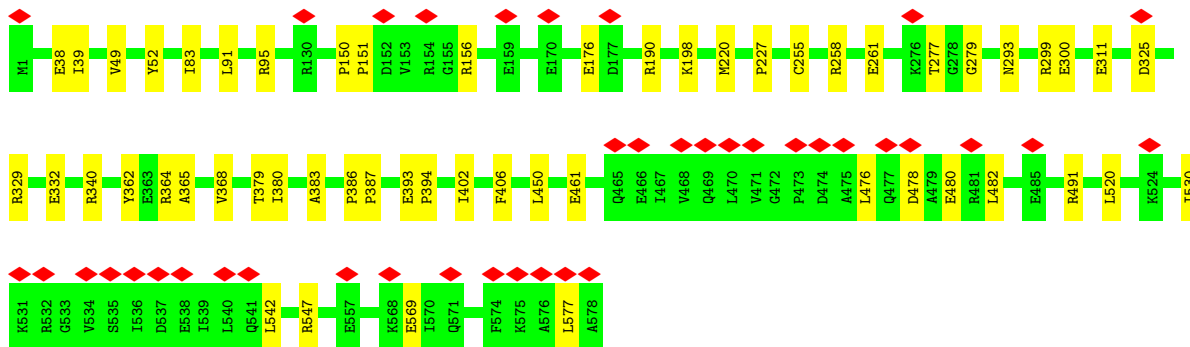 M1 E38 I39 V49 Y52 I83 L91 R95 R130 P150 P151 D152 V153 R154 G155 R156 E159 E170 E176 D177 R190 K198 M220 P227 C255 R258 E261 K276 T277 G278 G279 N293 R299 E300 E311 D325
R329 E332 R340 Y362 E363 R364 A365 V368 T379 I380 A383 P386 P387 E393 P394 I402 F406 L450 E461 Q465 E466 I467 V468 Q469 L470 V471 G472 P473 D474 A475 L476 Q477 D478 A479 E480 R481 L482 E485 R491 L520 K524 I530
K531 R532 G533 V534 S535 I536 D537 E538 I539 L540 Q541 L542 R547 E557 K568 E569 I570 Q571 F574 K575 A576 L577 A578